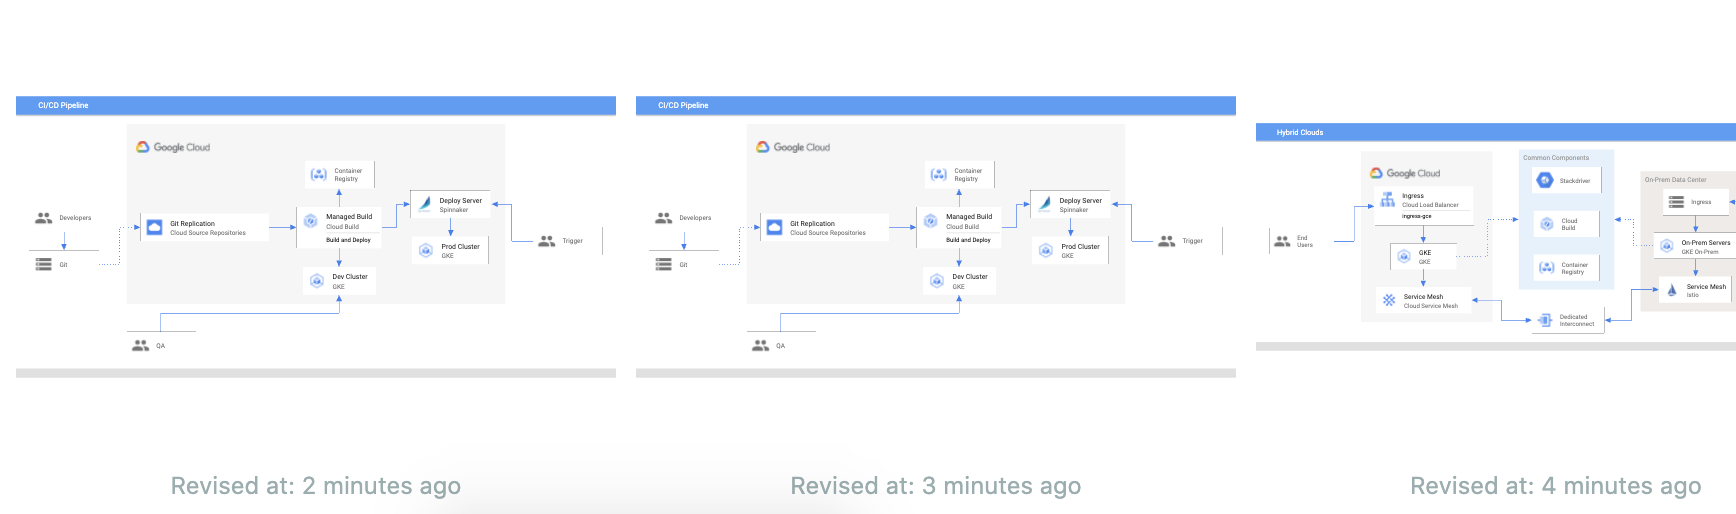 CI/CD Pipeline
Google Cloud
Container
Registry
Developers
Git Replication
Cloud Source Repositories
Managed Build
Cloud Build
Build and Deploy
Deploy Server
Spinnaker
Prod Cluster
GKE
Trigger
Git
Dev Cluster
GKE
QA
Revised at: 2 minutes ago
CI/CD Pipeline
Google Cloud
Container
Registry
Developers
Git Replication
Cloud Source Repositories
Managed Build
Cloud Build
Build and Deploy
Deploy Server
Spinnaker
Prod Cluster
GKE
Trigger
Git
Dev Cluster
GKE
QA
Revised at: 3 minutes ago
Hybrid Clouds
Google Cloud
Ingress
Cloud Load Balancer
ingress-gce
End
Users
GKE
GKE
Service Mesh
Cloud Service Mesh
Common Components
Stackdriver
Cloud
Build
Container
Registry
Dedicated
Interconnect
On-Prem Data Center
Ingress
On-Prem Servers
GKE On-Prem
Service Mesh
Istio
Revised at: 4 minutes ago